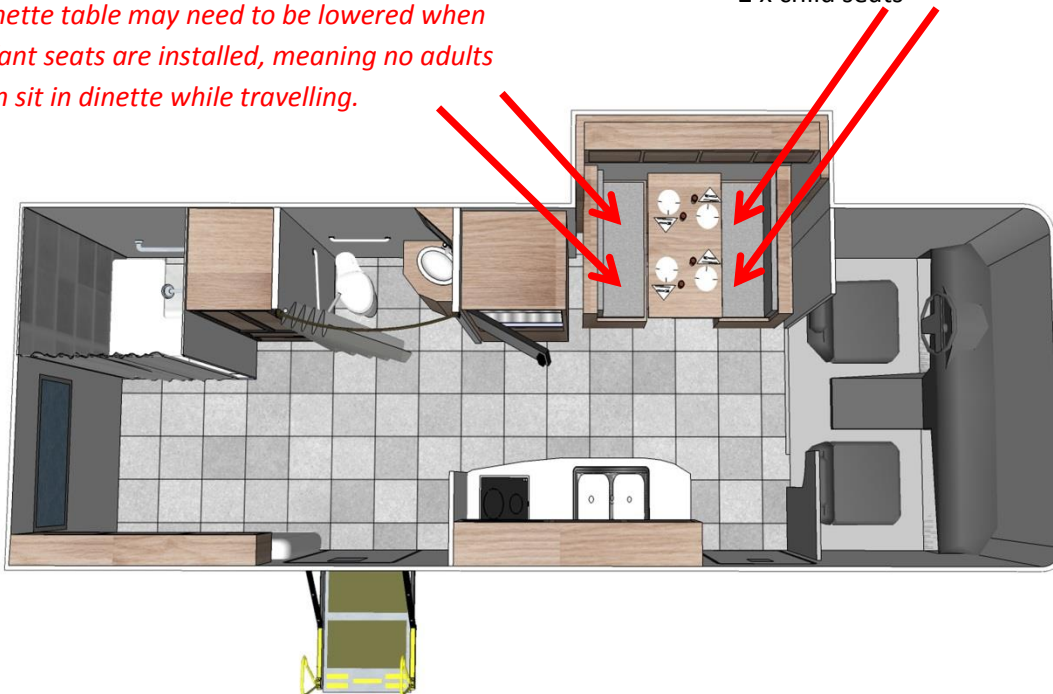 nette table may need to be lowered when
ant seats are installed, meaning no adults
n sit in dinette while travelling.
2 x child seats